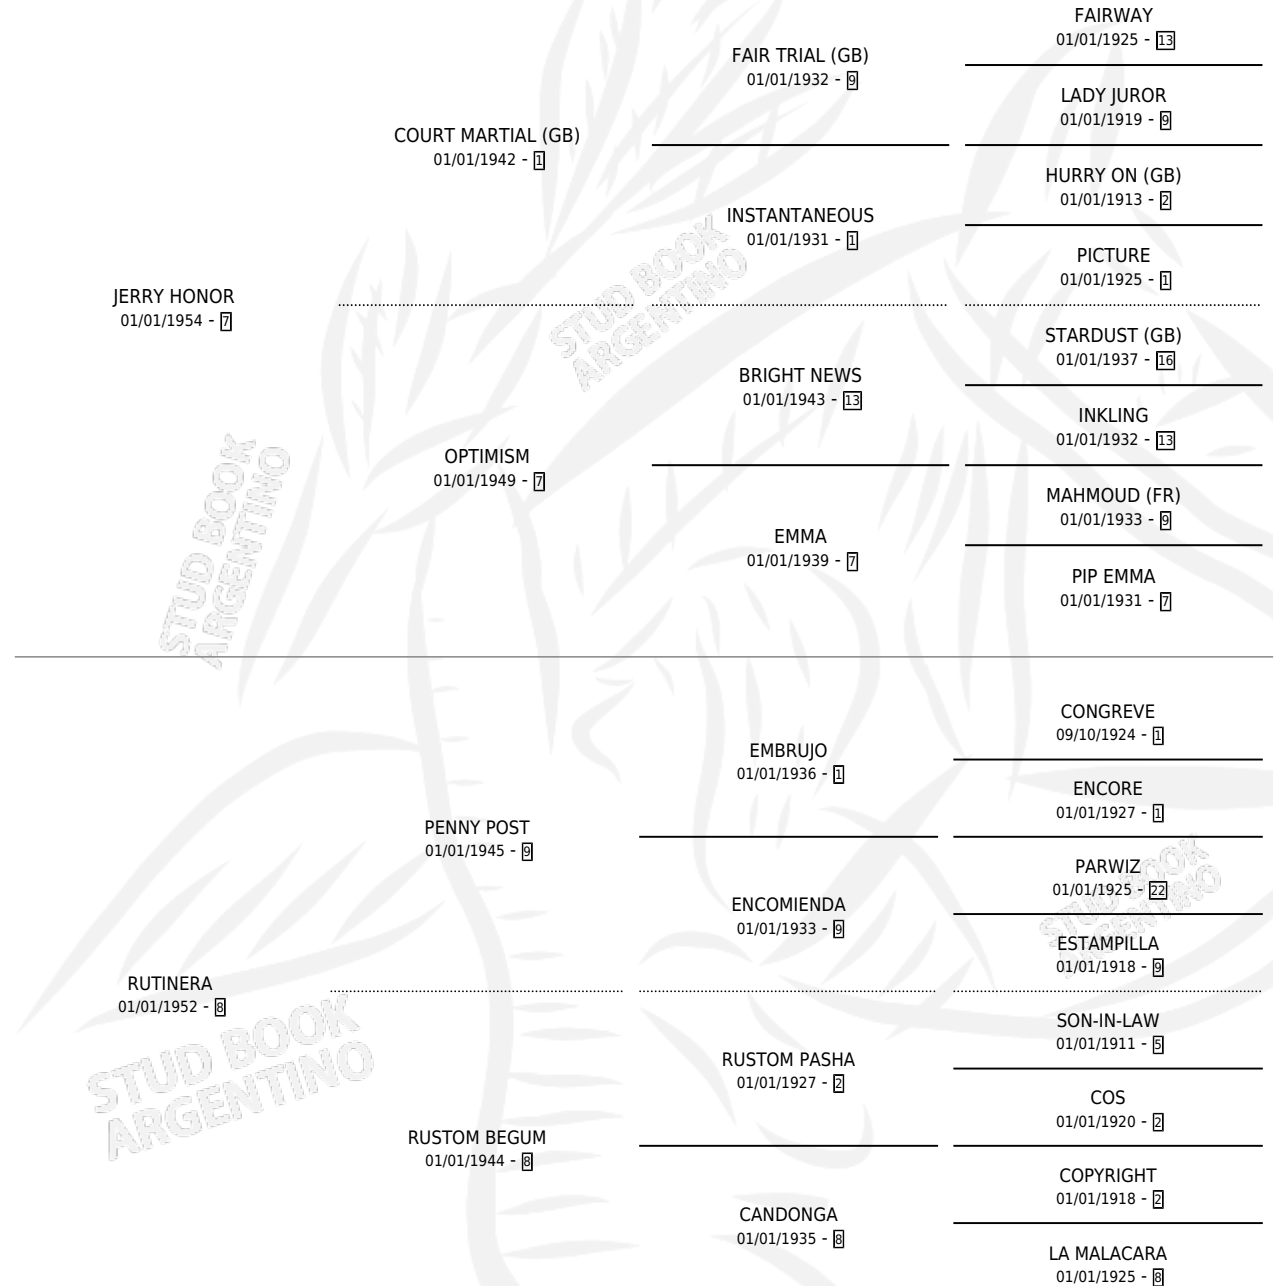 FAIRWAY
01/01/1925 - 13
FAIR TRIAL (GB)
01/01/1932 - 9
LADY JUROR
01/01/1919 - 9
COURT MARTIAL (GB)
01/01/1942 - 1
HURRY ON (GB)
01/01/1913 - 2
INSTANTANEOUS
01/01/1931 - 1
PICTURE
01/01/1925 - 1
JERRY HONOR
01/01/1954 - 7
STUD BOOK
ARGENTINO
STARDUST (GB)
01/01/1937 - 16
BRIGHT NEWS
01/01/1943 - 13
INKLING
01/01/1932 - 13
OPTIMISM
01/01/1949 - 7
MAHMOUD (FR)
01/01/1933 - 9
EMMA
01/01/1939 - 7
PIP EMMA
01/01/1931 - 7
STUD BOOK
ARGENTINO
CONGREVE
09/10/1924 - 1
EMBRUJO
01/01/1936 - 1
ENCORE
01/01/1927 - 1
PENNY POST
01/01/1945 - 9
PARWIZ
01/01/1925 - 22
ENCOMIENDA
01/01/1933 - 9
STUD BOOK
ARGENTINO
ESTAMPILLA
01/01/1918 - 9
RUTINERA
01/01/1952 - 8
SON-IN-LAW
01/01/1911 - 5
RUSTOM PASHA
01/01/1927 - 2
STUD BOOK
ARGENTINO
COS
01/01/1920 - 2
RUSTOM BEGUM
01/01/1944 - 8
COPYRIGHT
01/01/1918 - 2
CANDONGA
01/01/1935 - 8
LA MALACARA
01/01/1925 - 8